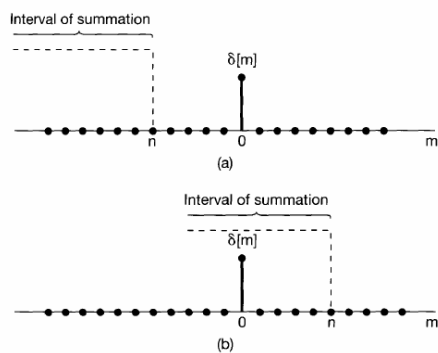 Interval of summation
δ[m]
n
0
m
(a)
Interval of summation
δ[m]
0
n
m
(b)